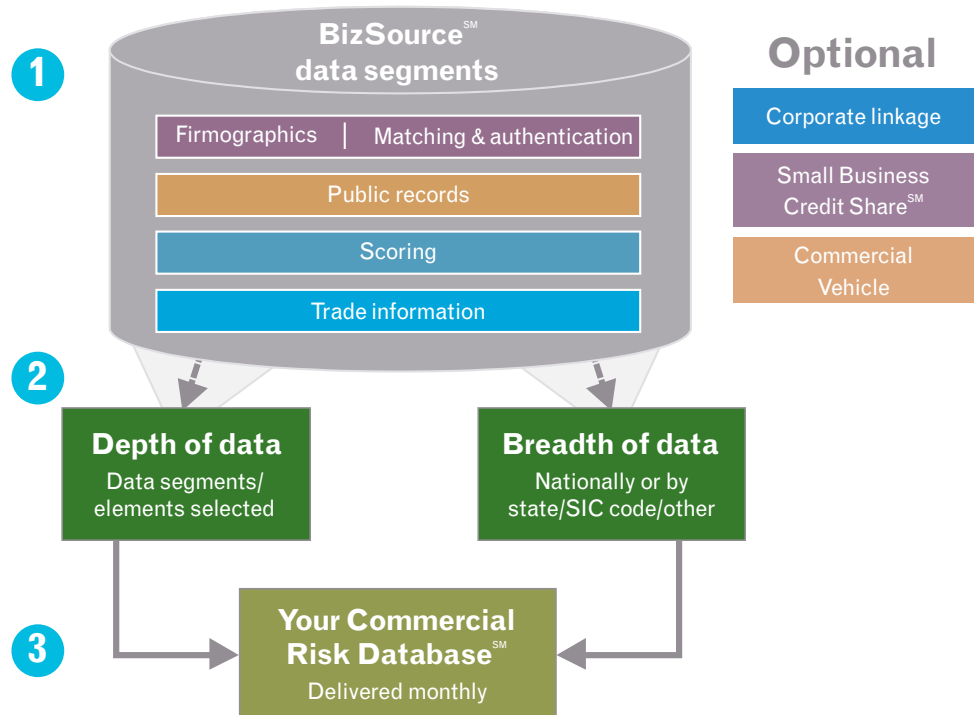 1
BizSource℠
data segments
Firmographics | Matching & authentication
Public records
Scoring
Trade information
Optional
Corporate linkage
Small Business
Credit Share℠
Commercial
Vehicle
2
Depth of data
Data segments/
elements selected
Breadth of data
Nationally or by
state/SIC code/other
3
Your Commercial
Risk Database℠
Delivered monthly